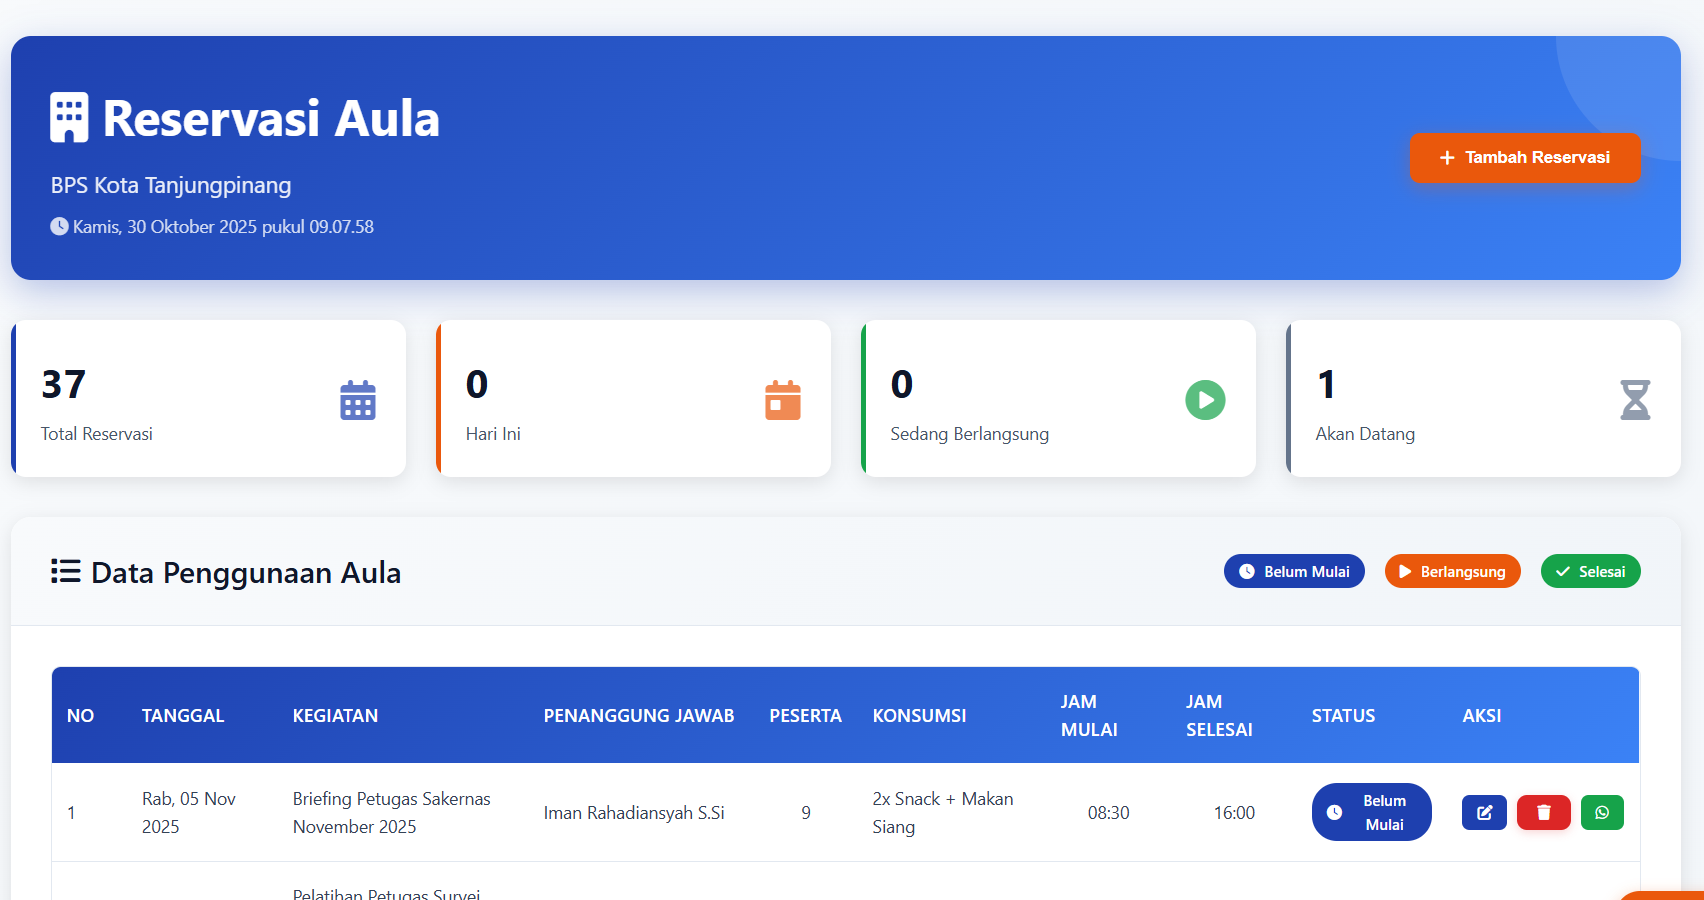 Reservasi Aula
BPS Kota Tanjungpinang
Kamis, 30 Oktober 2025 pukul 09.07.58
Tambah Reservasi
37
Total Reservasi
0
Hari Ini
0
Sedang Berlangsung
1
Akan Datang
Data Penggunaan Aula
Belum Mulai
Berlangsung
Selesai
NO
TANGGAL
KEGIATAN
PENANGGUNG JAWAB
PESERTA
KONSUMSI
JAM
MULAI
JAM
SELESAI
STATUS
AKSI
1
Rab, 05 Nov
2025
Briefing Petugas Sakernas
November 2025
Iman Rahadiansyah S.Si
9
2x Snack + Makan
Siang
08:30
16:00
Belum
Mulai
Pelatihan Petugas Survei